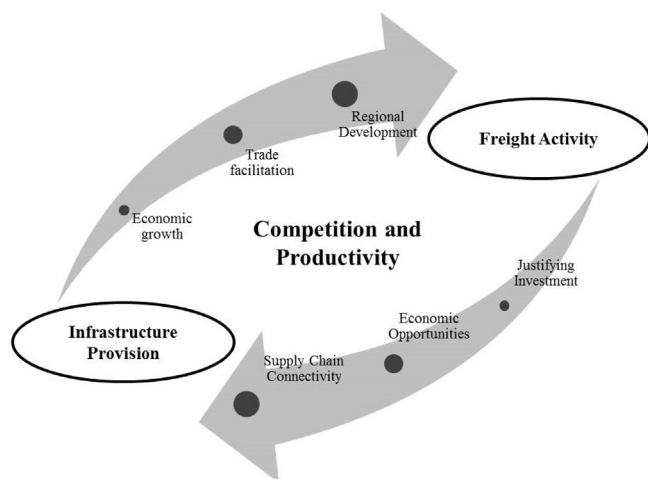 Regional
Development
Freight Activity
Trade
facilitation
Economic
growth
Competition and
Productivity
Justifying
Investment
Economic
Opportunities
Infrastructure
Provision
Supply Chain
Connectivity